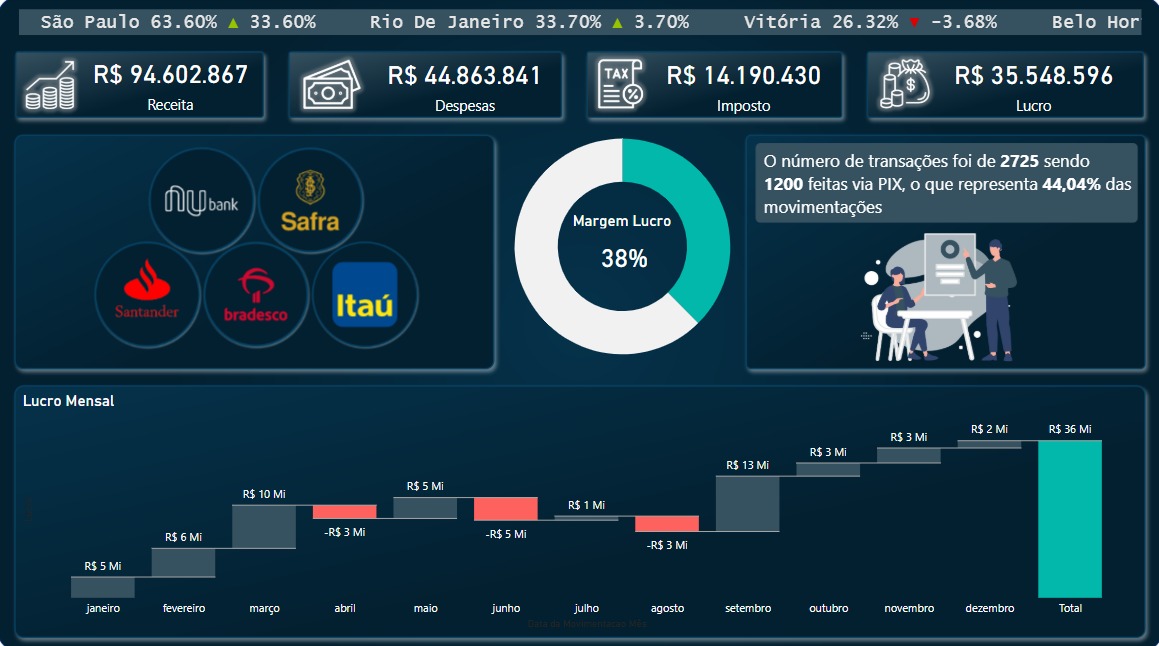 São Paulo 63.60% ▲ 33.60% Rio De Janeiro 33.70% ▲ 3.70% Vitória 26.32% ▼ -3.68% Belo Hor
R$ 94.602.867
Receita
R$ 44.863.841
Despesas
TAX
%
R$ 14.190.430
Imposto
$
R$ 35.548.596
Lucro
nu bank
$
Safra
Santander
bradesco
Itaú
Margem Lucro
38%
O número de transações foi de 2725 sendo
1200 feitas via PIX, o que representa 44,04% das
movimentações
Lucro Mensal
R$ 5 Mi
R$ 6 Mi
R$ 10 Mi
-R$ 3 Mi
R$ 5 Mi
-R$ 5 Mi
R$ 1 Mi
-R$ 3 Mi
R$ 13 Mi
R$ 3 Mi
R$ 3 Mi
R$ 2 Mi
R$ 36 Mi
janeiro fevereiro março abril maio junho julho agosto setembro outubro novembro dezembro Total
Data da Movimentacao Mês